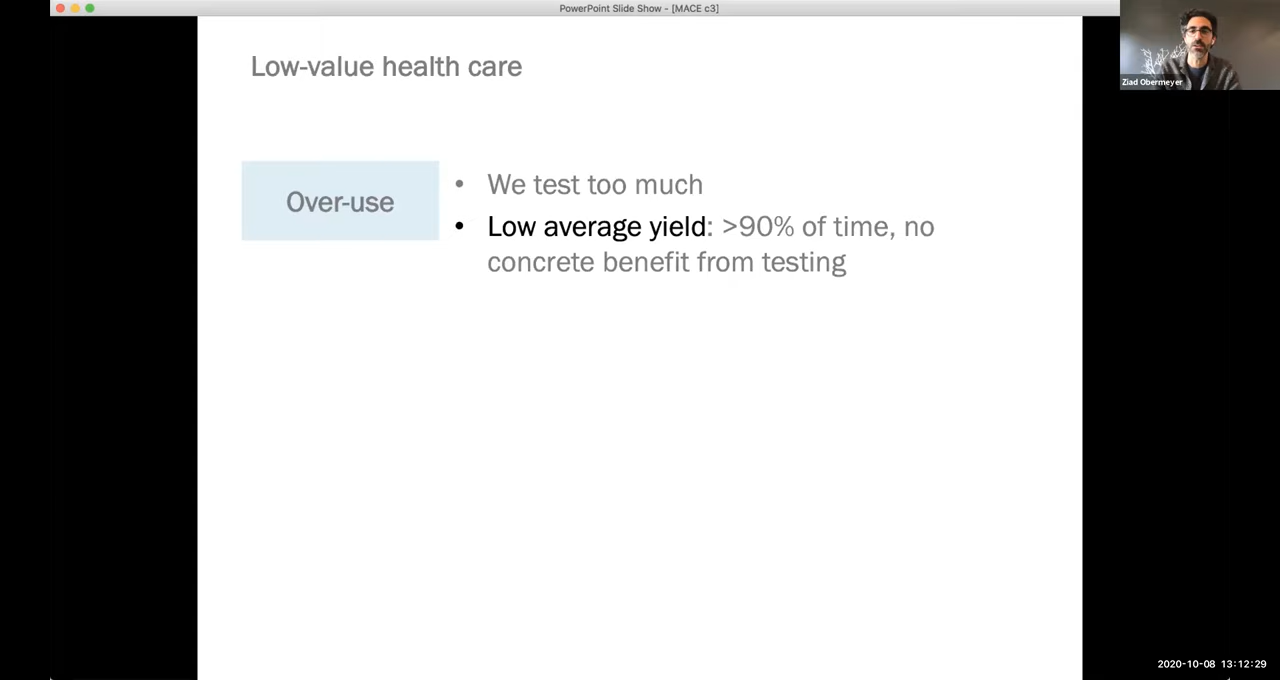 PowerPoint Slide Show - [MACE c3]
Low-value health care
Ziad Obermeyer
Over-use
• We test too much
• Low average yield: >90% of time, no
concrete benefit from testing
2020-10-08 13:12:29